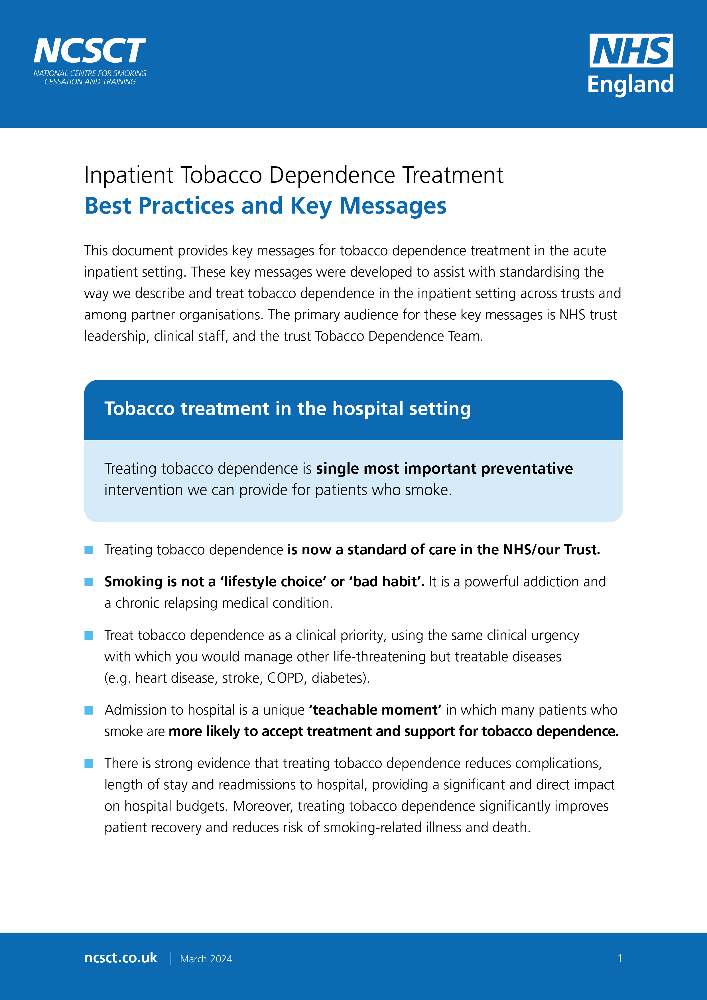 NCSCT
NATIONAL CENTRE FOR SMOKING
CESSATION AND TRAINING
NHS
England
Inpatient Tobacco Dependence Treatment
Best Practices and Key Messages
This document provides key messages for tobacco dependence treatment in the acute
inpatient setting. These key messages were developed to assist with standardising the
way we describe and treat tobacco dependence in the inpatient setting across trusts and
among partner organisations. The primary audience for these key messages is NHS trust
leadership, clinical staff, and the trust Tobacco Dependence Team.
Tobacco treatment in the hospital setting
Treating tobacco dependence is single most important preventative
intervention we can provide for patients who smoke.
Treating tobacco dependence is now a standard of care in the NHS/our Trust.
Smoking is not a ‘lifestyle choice’ or ‘bad habit’. It is a powerful addiction and
a chronic relapsing medical condition.
Treat tobacco dependence as a clinical priority, using the same clinical urgency
with which you would manage other life-threatening but treatable diseases
(e.g. heart disease, stroke, COPD, diabetes).
Admission to hospital is a unique ‘teachable moment’ in which many patients who
smoke are more likely to accept treatment and support for tobacco dependence.
There is strong evidence that treating tobacco dependence reduces complications,
length of stay and readmissions to hospital, providing a significant and direct impact
on hospital budgets. Moreover, treating tobacco dependence significantly improves
patient recovery and reduces risk of smoking-related illness and death.
ncsct.co.uk | March 2024 1